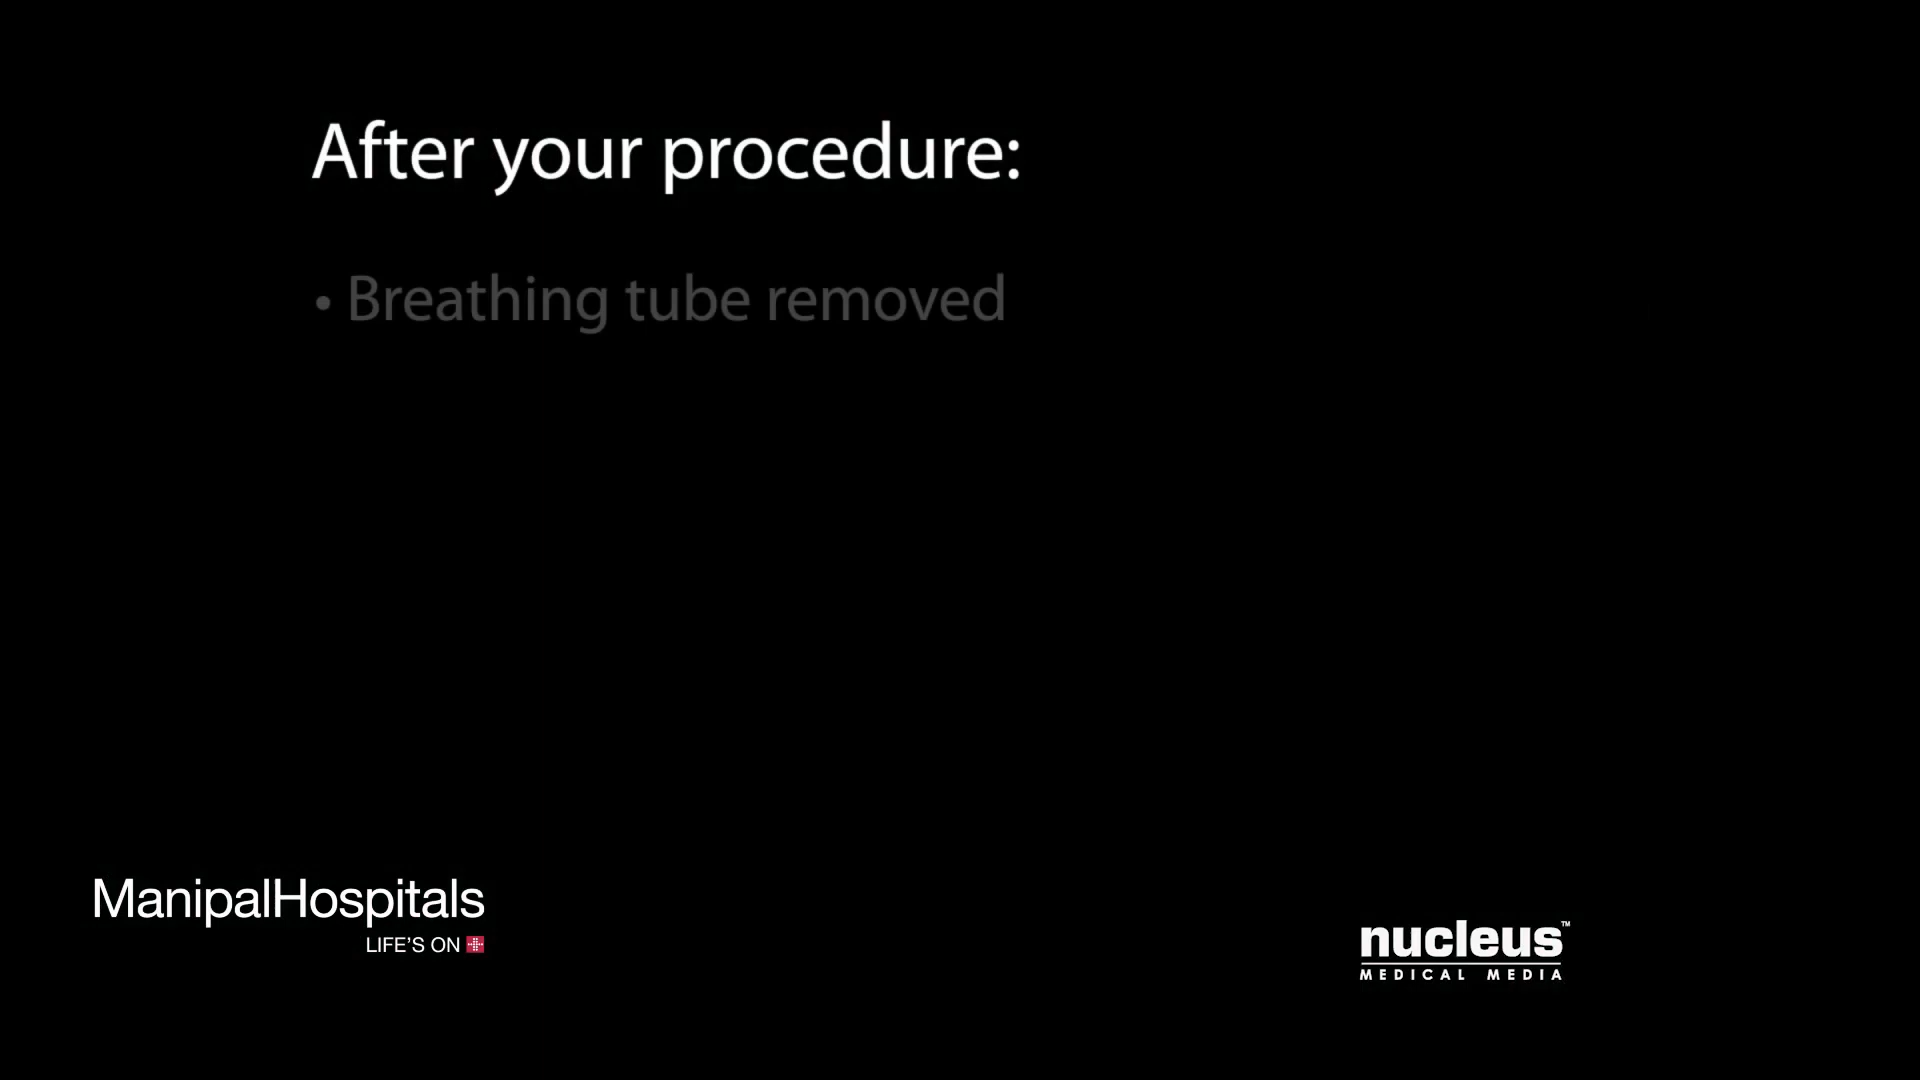 After your procedure:
• Breathing tube removed
ManipalHospitals
LIFE'S ON
nucleus™
MEDICAL MEDIA